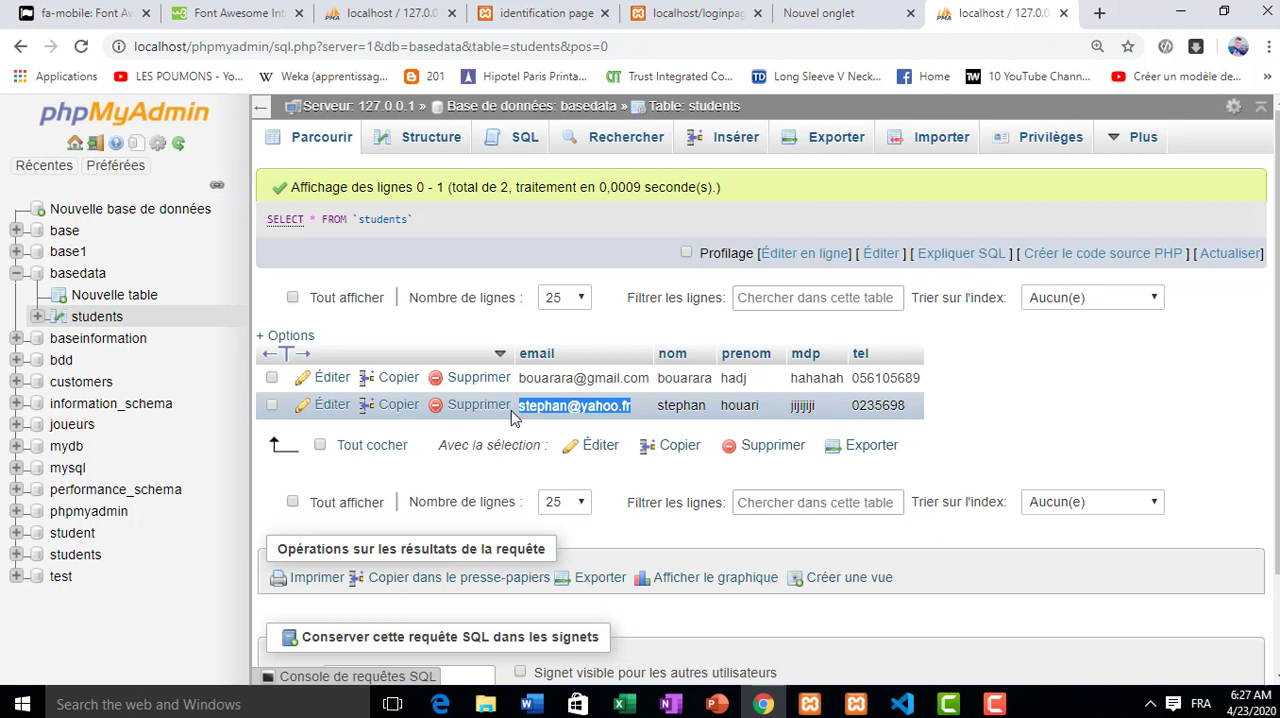 fa-mobile: Font Aw
Font Awesome Int
localhost / 127.0.0
identification page
localhost/loginpag
Nouvel onglet
localhost / 127.0.0
localhost/phpmyadmin/sql.php?server=1&db=basedata&table=students&pos=0
Applications LES POUMONS - Yo... Weka (apprentissag... 201 Hipotel Paris Printa... Trust Integrated Co... Long Sleeve V Neck... Home 10 YouTube Chann... Créer un modèle de... »
phpMyAdmin
Récentes Préférées
Nouvelle base de données
base
base1
basedata
Nouvelle table
students
baseinformation
bdd
customers
information_schema
joueurs
mydb
mysql
performance_schema
phpmyadmin
student
students
test
Serveur: 127.0.0.1 » Base de données: basedata » Table: students
Parcourir Structure SQL Rechercher Insérer Exporter Importer Privilèges Plus
Affichage des lignes 0 - 1 (total de 2, traitement en 0,0009 seconde(s).)
SELECT * FROM `students`
Profilage [Éditer en ligne] [ Éditer ] [ Expliquer SQL ] [ Créer le code source PHP ] [ Actualiser]
Tout afficher Nombre de lignes : 25 Filtrer les lignes: Chercher dans cette table Trier sur l'index: Aucun(e)
+ Options
email nom prenom mdp tel
Éditer Copier Supprimer bouarara@gmail.com bouarara hadj hahahah 056105689
Éditer Copier Supprimer stephan@yahoo.fr stephan houari jijijiji 0235698
Tout cocher Avec la sélection : Éditer Copier Supprimer Exporter
Tout afficher Nombre de lignes : 25 Filtrer les lignes: Chercher dans cette table Trier sur l'index: Aucun(e)
Opérations sur les résultats de la requête
Imprimer Copier dans le presse-papiers Exporter Afficher le graphique Créer une vue
Conserver cette requête SQL dans les signets
Signet visible pour les autres utilisateurs
Console de requêtes SQL
Search the web and Windows
FRA
6:27 AM
4/23/2020